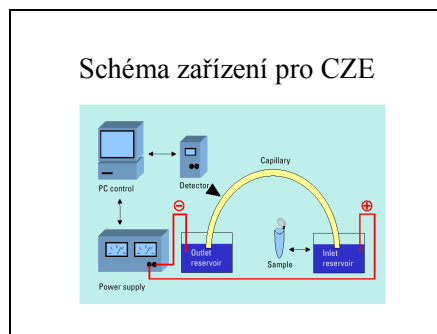 Schéma zařízení pro CZE
Capillary
PC control
Detector
⊖
⊕
Outlet
reservoir
Sample
Inlet
reservoir
Power supply